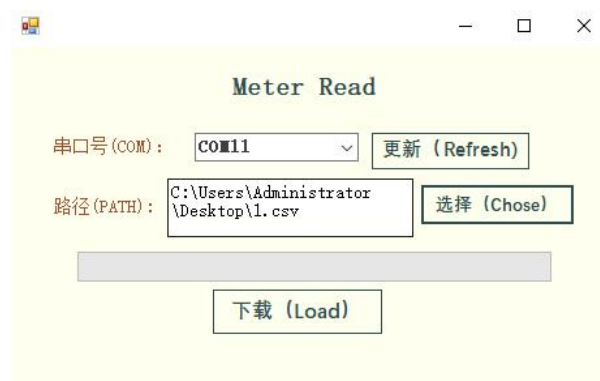 Meter Read
串口号(COM): COM11 更新（Refresh)
路径(PATH): C:\Users\Administrator
\Desktop\1.csv 选择（Chose）
下载（Load）